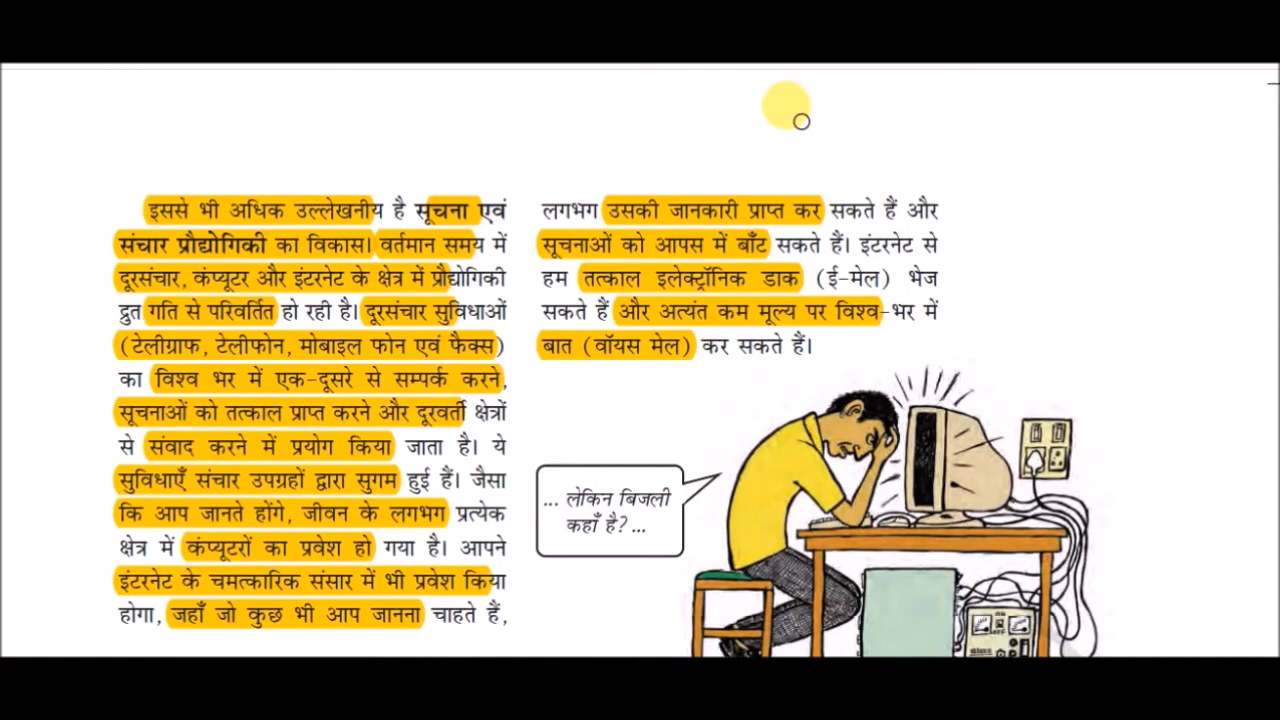 इससे भी अधिक उल्लेखनीय है सूचना एवं
संचार प्रौद्योगिकी का विकास। वर्तमान समय में
दूरसंचार, कंप्यूटर और इंटरनेट के क्षेत्र में प्रौद्योगिकी
द्रुत गति से परिवर्तित हो रही है। दूरसंचार सुविधाओं
(टेलीग्राफ, टेलीफोन, मोबाइल फोन एवं फैक्स)
का विश्व भर में एक-दूसरे से सम्पर्क करने,
सूचनाओं को तत्काल प्राप्त करने और दूरवर्ती क्षेत्रों
से संवाद करने में प्रयोग किया जाता है। ये
सुविधाएँ संचार उपग्रहों द्वारा सुगम हुई हैं। जैसा
कि आप जानते होंगे, जीवन के लगभग प्रत्येक
क्षेत्र में कंप्यूटरों का प्रवेश हो गया है। आपने
इंटरनेट के चमत्कारिक संसार में भी प्रवेश किया
होगा, जहाँ जो कुछ भी आप जानना चाहते हैं,
लगभग उसकी जानकारी प्राप्त कर सकते हैं और
सूचनाओं को आपस में बाँट सकते हैं। इंटरनेट से
हम तत्काल इलेक्ट्रॉनिक डाक (ई-मेल) भेज
सकते हैं और अत्यंत कम मूल्य पर विश्व-भर में
बात (वॉयस मेल) कर सकते हैं।
... लेकिन बिजली
कहाँ है? ...